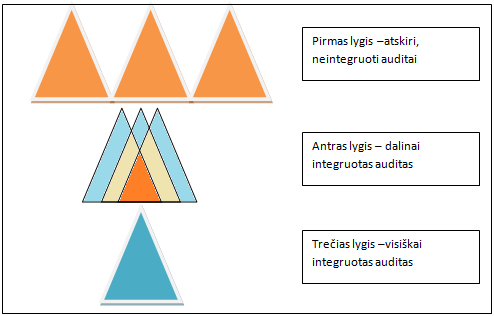 Pirmas lygis –atskiri,
neintegruoti auditai
Antras lygis – dalinai
integruotas auditas
Trečias lygis –visiškai
integruotas auditas